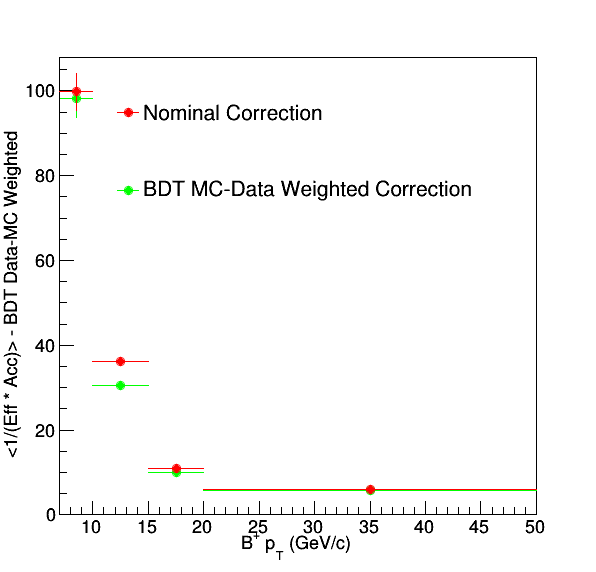 <1/(Eff * Acc)> - BDT Data-MC Weighted
100
80
60
40
20
0
Nominal Correction
BDT MC-Data Weighted Correction
10 15 20 25 30 35 40 45 50
B+ pT (GeV/c)